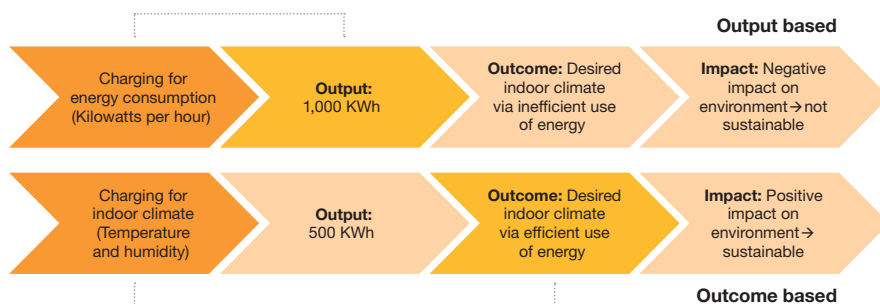 Output based
Charging for
energy consumption
(Kilowatts per hour)
Output:
1,000 KWh
Outcome: Desired
indoor climate
via inefficient use
of energy
Impact: Negative
impact on
environment→not
sustainable
Charging for
indoor climate
(Temperature
and humidity)
Output:
500 KWh
Outcome: Desired
indoor climate
via efficient use
of energy
Impact: Positive
impact on
environment→
sustainable
Outcome based